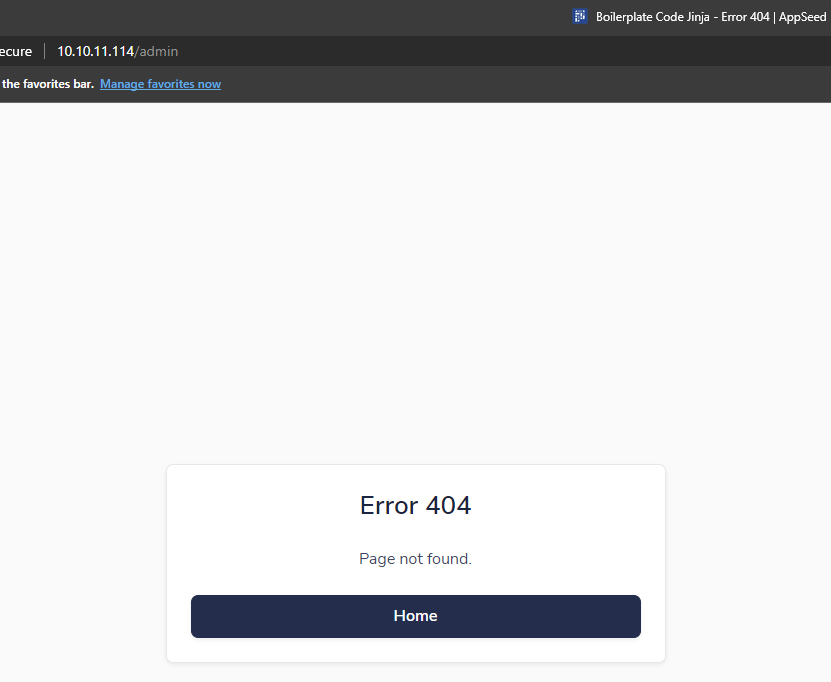 Boilerplate Code Jinja - Error 404 | AppSeed
ecure 10.10.11.114/admin
the favorites bar. Manage favorites now
Error 404
Page not found.
Home